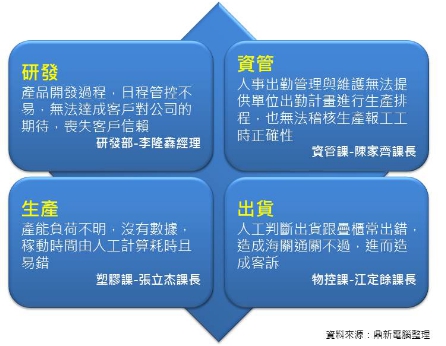 研發
產品開發過程，日程管控不
易，無法達成客戶對公司的
期待，喪失客戶信賴
研發部-李隆鑫經理
資管
人事出勤管理與維護無法提
供單位出勤計畫進行生產排
程，也無法稽核生產報工工
時正確性
資管課-陳家齊課長
生產
產能負荷不明，沒有數據，
稼動時間由人工計算耗時且
易錯
塑膠課-張立杰課長
出貨
人工判斷出貨跟疊櫃常出錯，
造成海關通關不過，進而造
成客訴
物控課-江定餘課長
資料來源：鼎新電腦整理